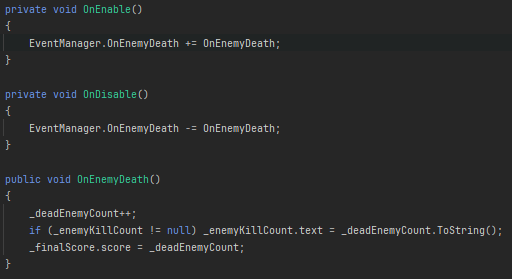 private void OnEnable()
{
    EventManager.OnEnemyDeath += OnEnemyDeath;
}
private void OnDisable()
{
    EventManager.OnEnemyDeath -= OnEnemyDeath;
}
public void OnEnemyDeath()
{
    _deadEnemyCount++;
    if (_enemyKillCount != null) _enemyKillCount.text = _deadEnemyCount.ToString();
    _finalScore.score = _deadEnemyCount;
}